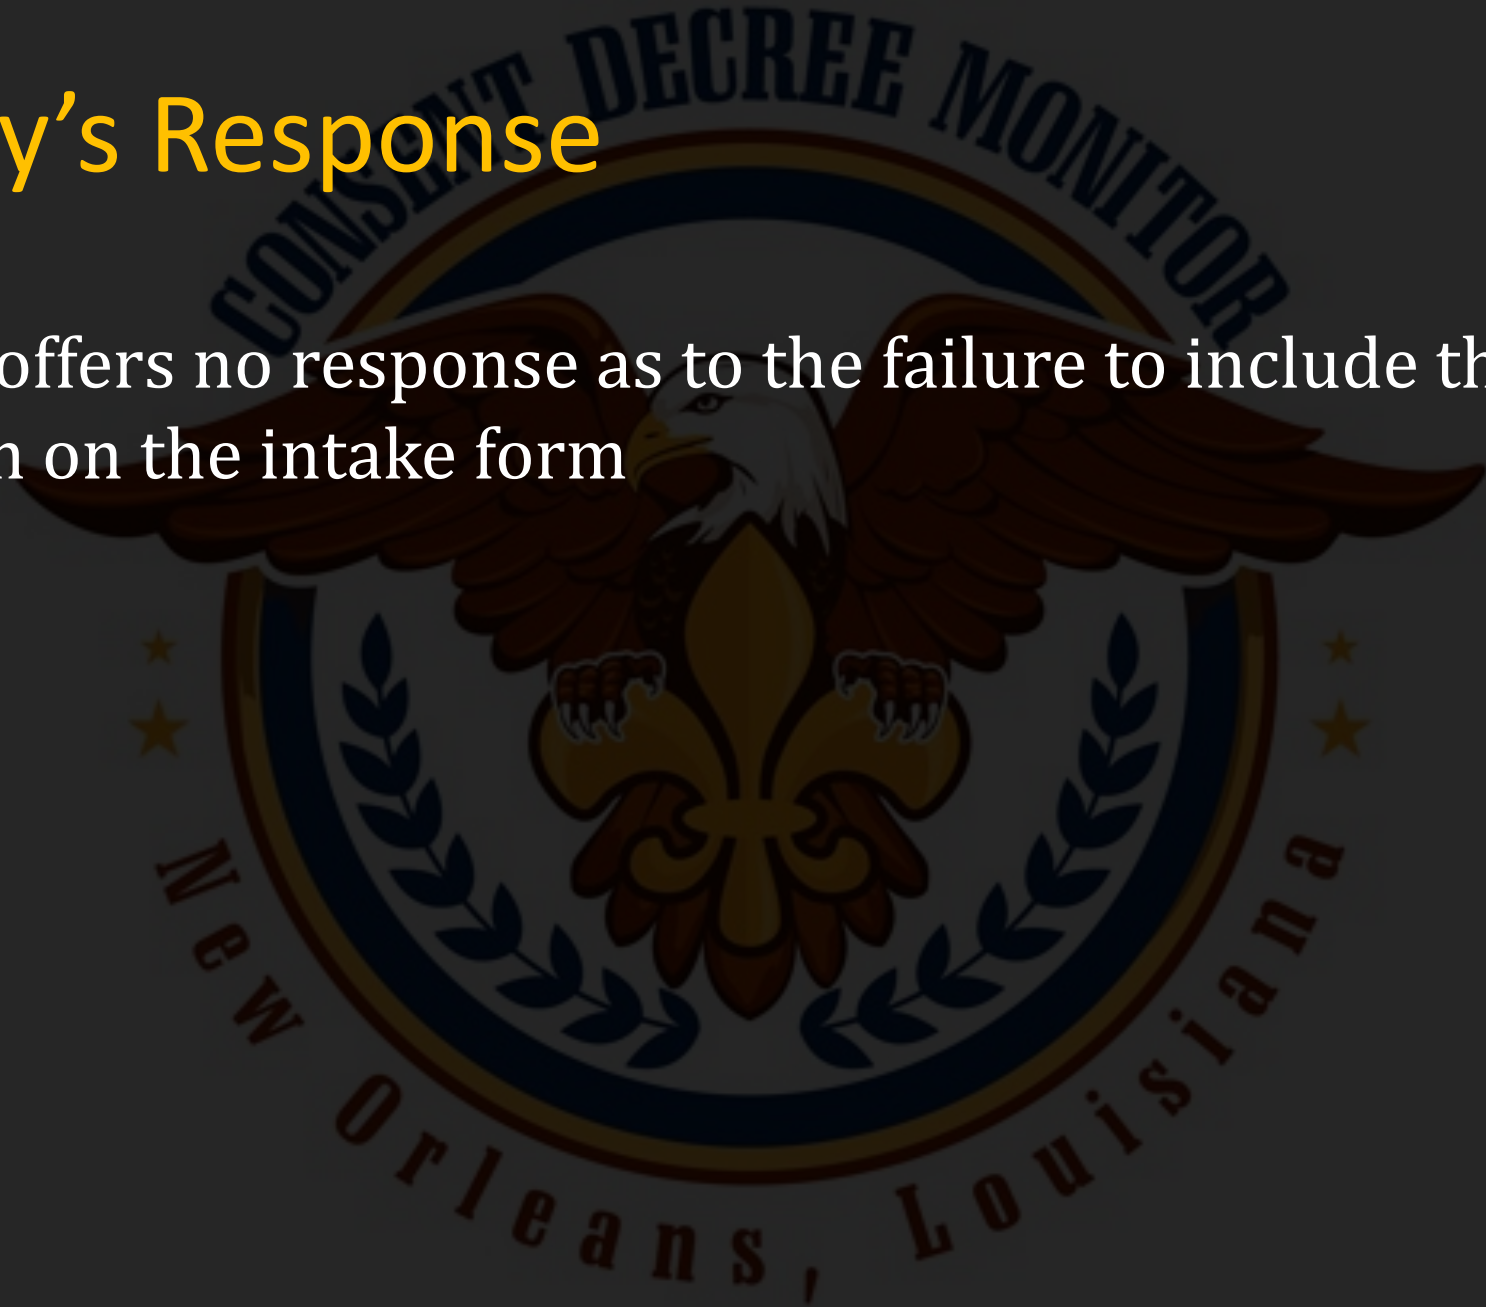 CONSENT DECREE MONITOR
y’s Response
offers no response as to the failure to include th
n on the intake form
New Orleans, Louisiana